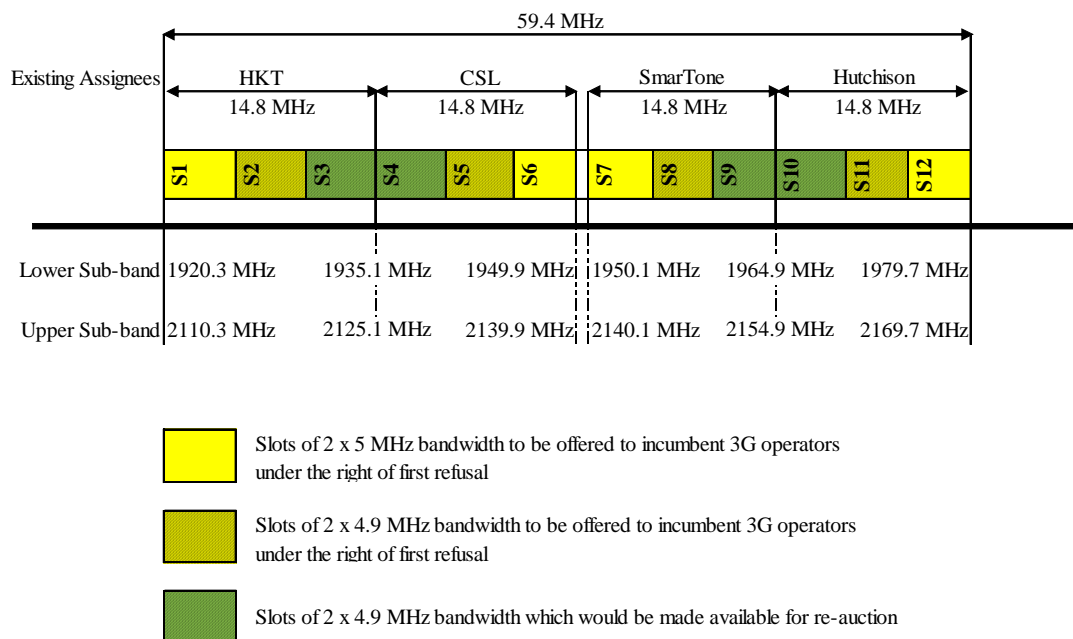 59.4 MHz
Existing Assignees HKT CSL SmarTone Hutchison
14.8 MHz 14.8 MHz 14.8 MHz 14.8 MHz
S1 S2 S3 S4 S5 S6 S7 S8 S9 S10 S11 S12
Lower Sub-band 1920.3 MHz 1935.1 MHz 1949.9 MHz 1950.1 MHz 1964.9 MHz 1979.7 MHz
Upper Sub-band 2110.3 MHz 2125.1 MHz 2139.9 MHz 2140.1 MHz 2154.9 MHz 2169.7 MHz
Slots of 2 x 5 MHz bandwidth to be offered to incumbent 3G operators
under the right of first refusal
Slots of 2 x 4.9 MHz bandwidth to be offered to incumbent 3G operators
under the right of first refusal
Slots of 2 x 4.9 MHz bandwidth which would be made available for re-auction